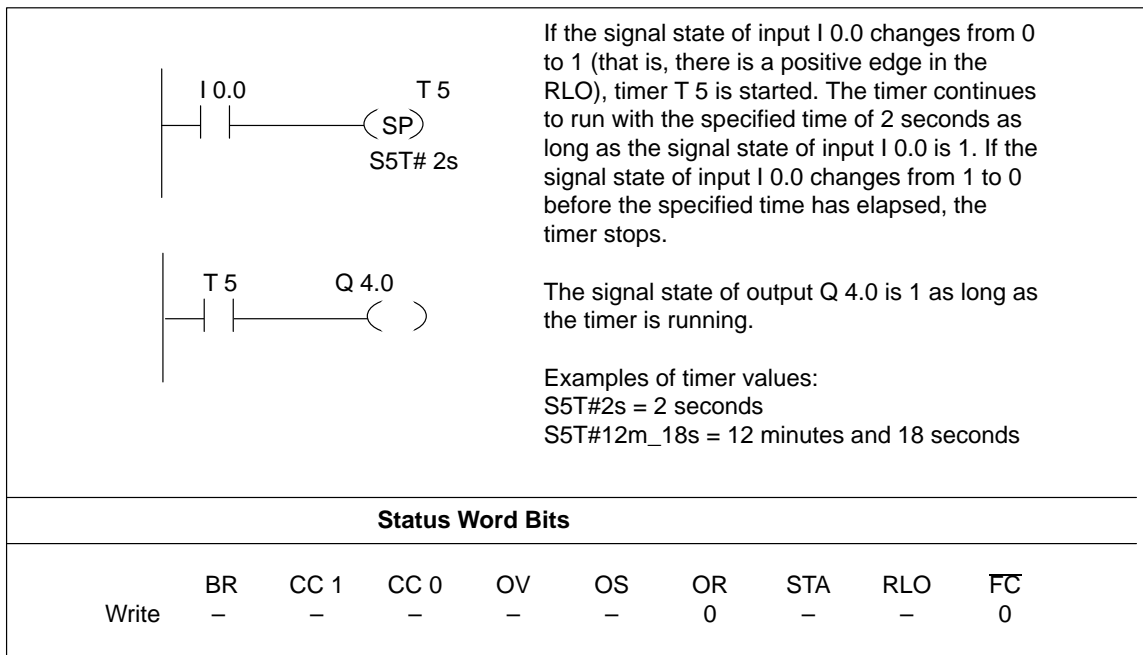 I 0.0 T 5
SP
S5T# 2s
T 5 Q 4.0
If the signal state of input I 0.0 changes from 0
to 1 (that is, there is a positive edge in the
RLO), timer T 5 is started. The timer continues
to run with the specified time of 2 seconds as
long as the signal state of input I 0.0 is 1. If the
signal state of input I 0.0 changes from 1 to 0
before the specified time has elapsed, the
timer stops.
The signal state of output Q 4.0 is 1 as long as
the timer is running.
Examples of timer values:
S5T#2s = 2 seconds
S5T#12m_18s = 12 minutes and 18 seconds
Status Word Bits
BR CC 1 CC 0 OV OS OR STA RLO F̅C̅
Write – – – – – 0 – – 0